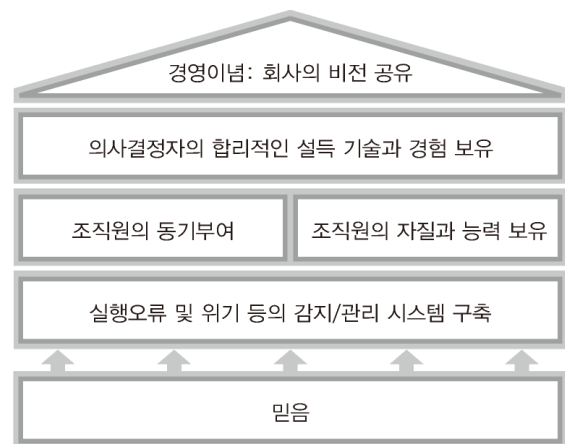 경영이념: 회사의 비전 공유
의사결정자의 합리적인 설득 기술과 경험 보유
조직원의 동기부여
조직원의 자질과 능력 보유
실행오류 및 위기 등의 감지/관리 시스템 구축
믿음